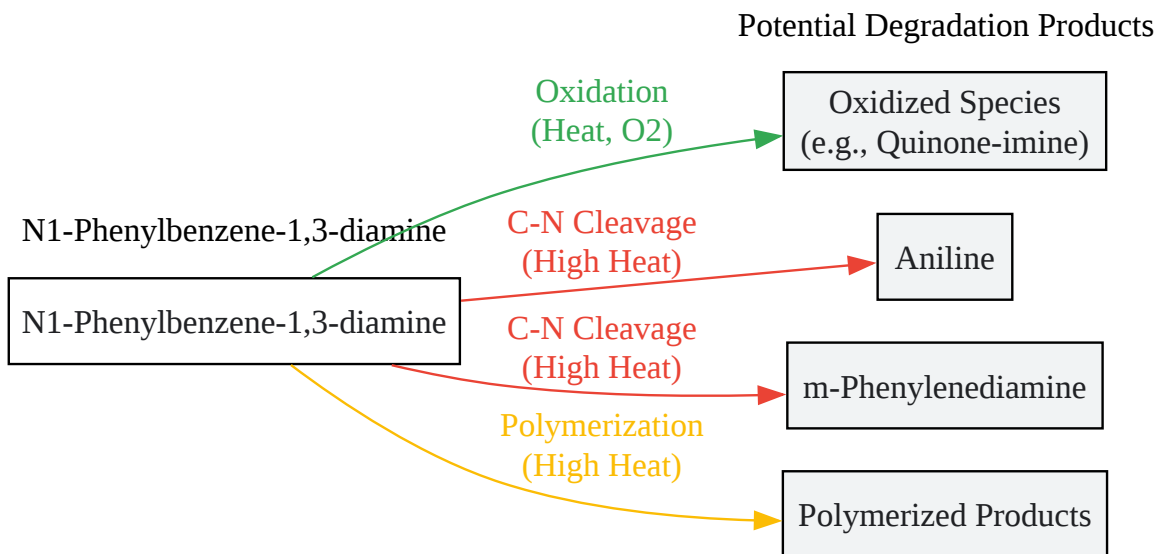 Potential Degradation Products
Oxidation
(Heat, O2)
Oxidized Species
(e.g., Quinone-imine)
N1-Phenylbenzene-1,3-diamine
C-N Cleavage
(High Heat)
Aniline
N1-Phenylbenzene-1,3-diamine
C-N Cleavage
(High Heat)
m-Phenylenediamine
Polymerization
(High Heat)
Polymerized Products